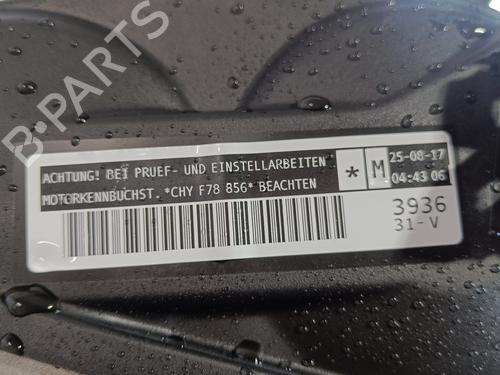 B-PARTS
ACHTUNG! BEI PRUEF- UND EINSTELLARBEITEN
MOTORKENNBUCHST. *CHY F78 856* BEACHTEN
* M 25-08-17
04:43 06
3936
31-V